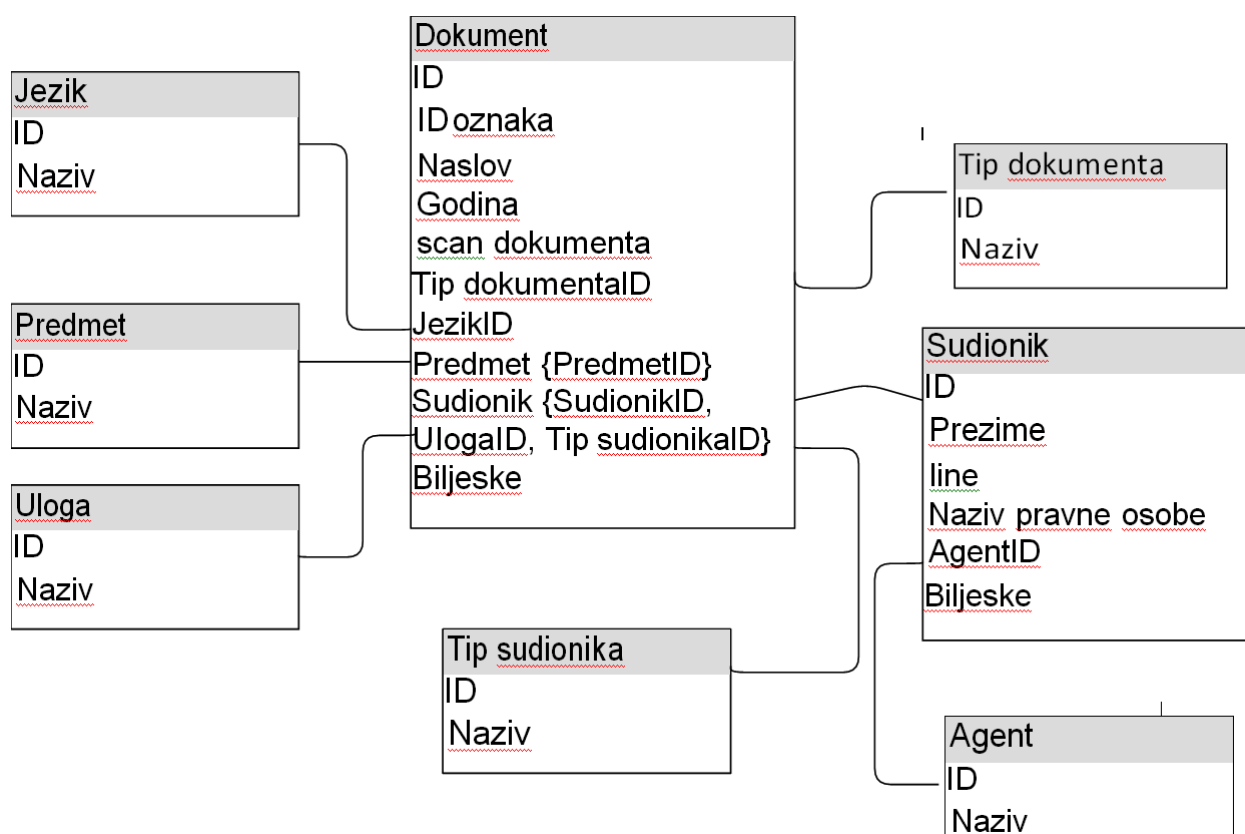 Dokument
ID
ID oznaka
Naslov
Godina
scan dokumenta
Tip dokumentaID
JezikID
Predmet {PredmetID}
Sudionik {SudionikID,
UlogaID, Tip sudionikaID}
Biljeske
Jezik
ID
Naziv
Predmet
ID
Naziv
Uloga
ID
Naziv
Tip dokumenta
ID
Naziv
Sudionik
ID
Prezime
line
Naziv pravne osobe
AgentID
Biljeske
Tip sudionika
ID
Naziv
Agent
ID
Naziv